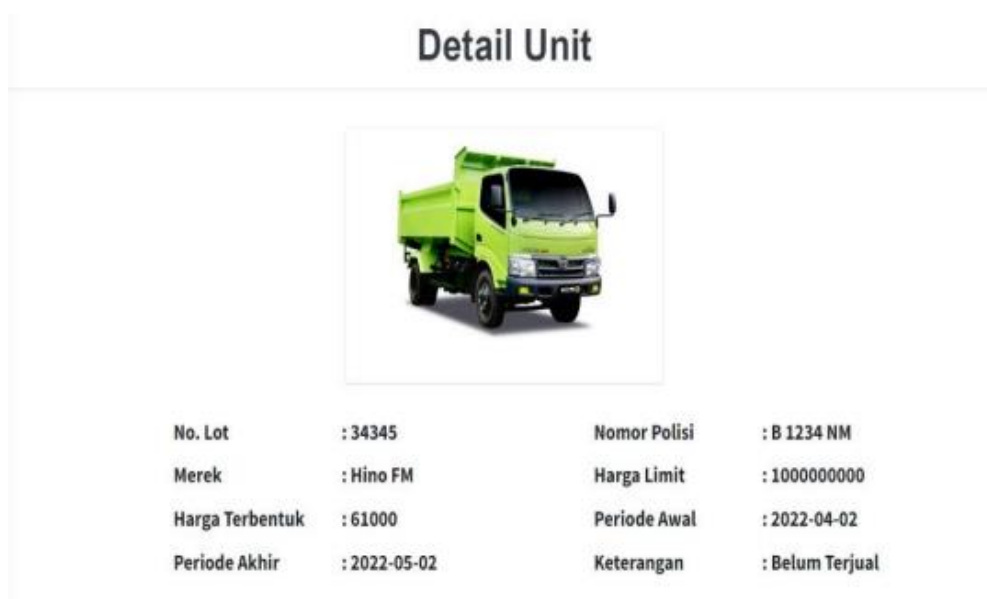 Detail Unit
No. Lot : 34345 Nomor Polisi : B 1234 NM
Merek : Hino FM Harga Limit : 1000000000
Harga Terbentuk : 61000 Periode Awal : 2022-04-02
Periode Akhir : 2022-05-02 Keterangan : Belum Terjual